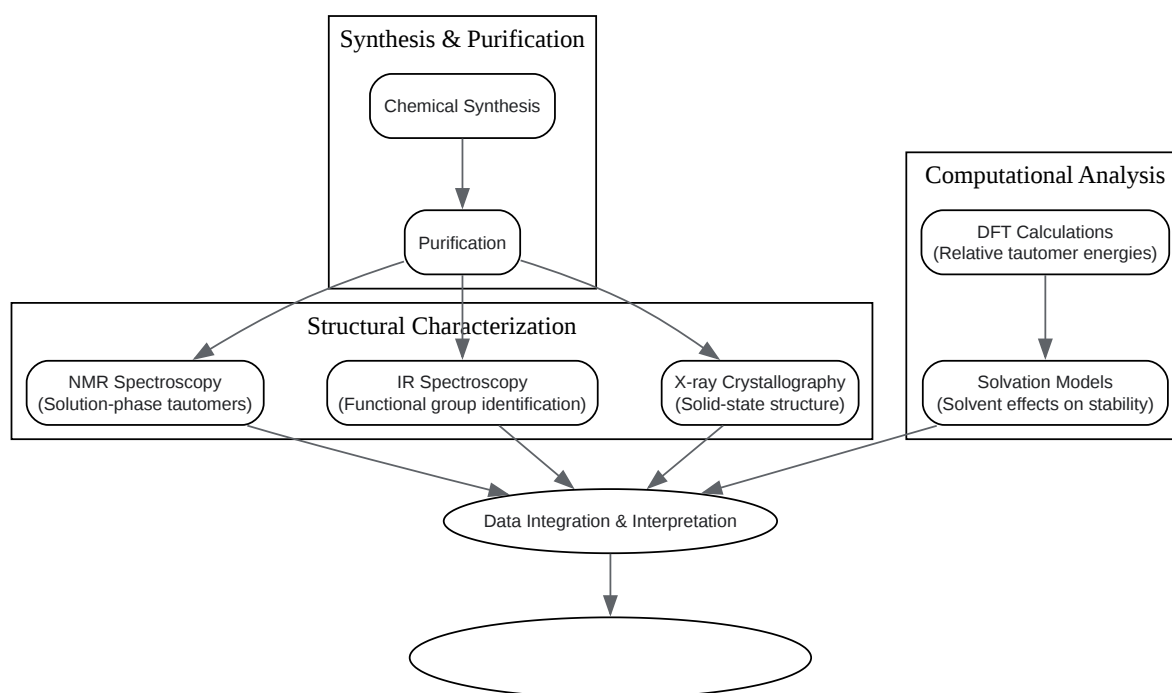 Synthesis & Purification
Chemical Synthesis
Purification
Computational Analysis
DFT Calculations
(Relative tautomer energies)
Structural Characterization
NMR Spectroscopy
(Solution-phase tautomers)
IR Spectroscopy
(Functional group identification)
X-ray Crystallography
(Solid-state structure)
Solvation Models
(Solvent effects on stability)
Data Integration & Interpretation